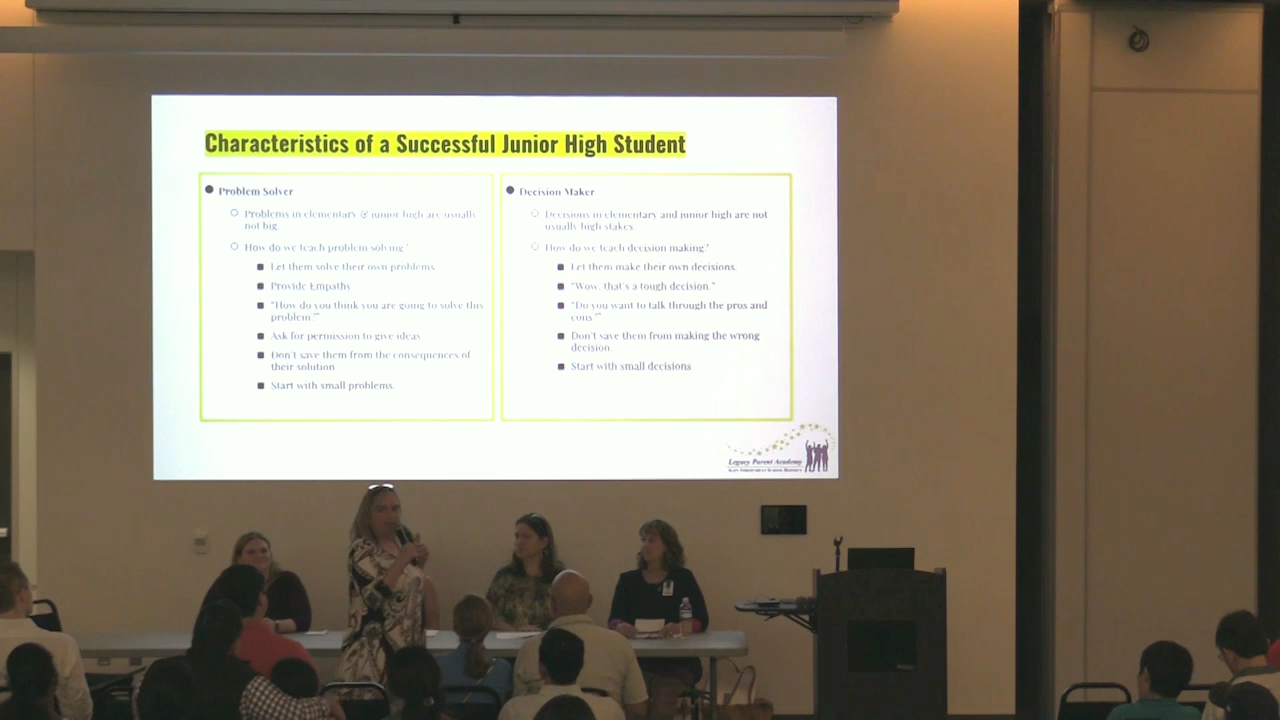 Characteristics of a Successful Junior High Student
Problem Solver
Problems in elementary & junior high are usually
not big.
How do we teach problem solving?
Let them solve their own problems.
Provide Empathy
"How do you think you are going to solve this
problem?"
Ask for permission to give ideas
Don't save them from the consequences of
their solution
Start with small problems.
Decision Maker
Decisions in elementary and junior high are not
usually high stakes.
How do we teach decision making?
Let them make their own decisions.
"Wow, that's a tough decision."
"Do you want to talk through the pros and
cons?"
Don't save them from making the wrong
decision
Start with small decisions
Legacy Parent Academy
Katy Independent School District